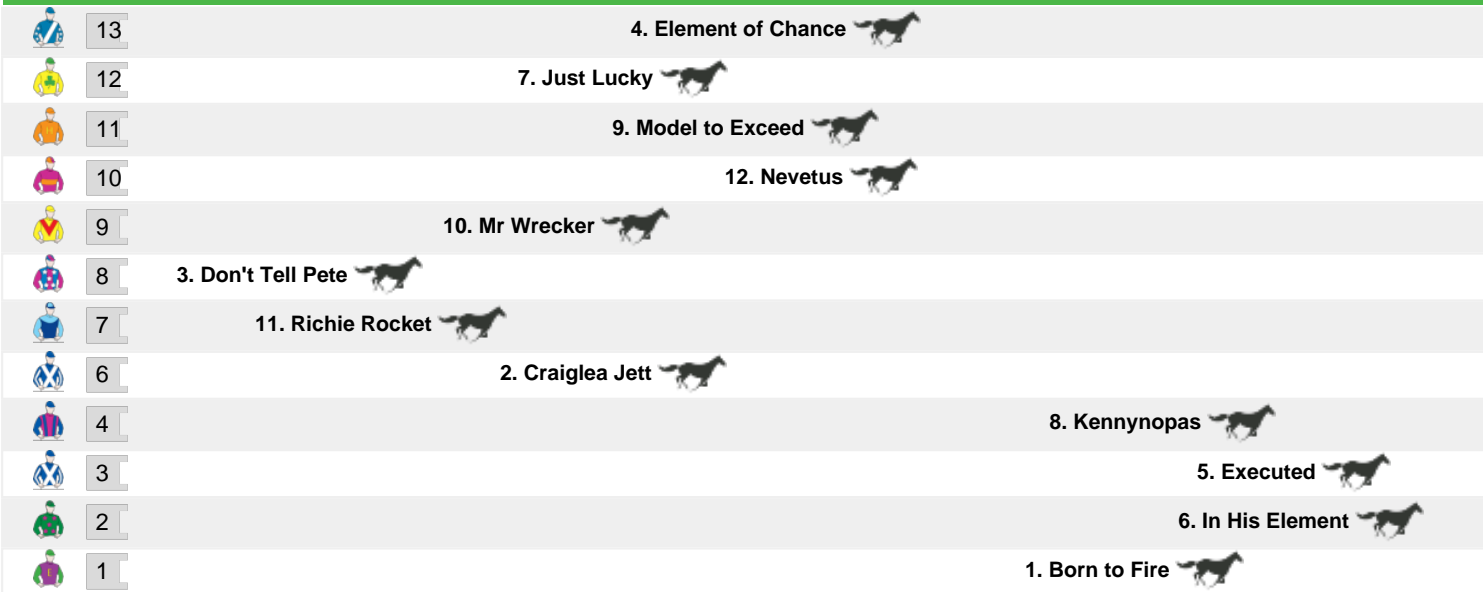 13 4. Element of Chance
12 7. Just Lucky
11 9. Model to Exceed
10 12. Nevetus
9 10. Mr Wrecker
8 3. Don't Tell Pete
7 11. Richie Rocket
6 2. Craiglea Jett
4 8. Kennynopas
3 5. Executed
2 6. In His Element
1 1. Born to Fire